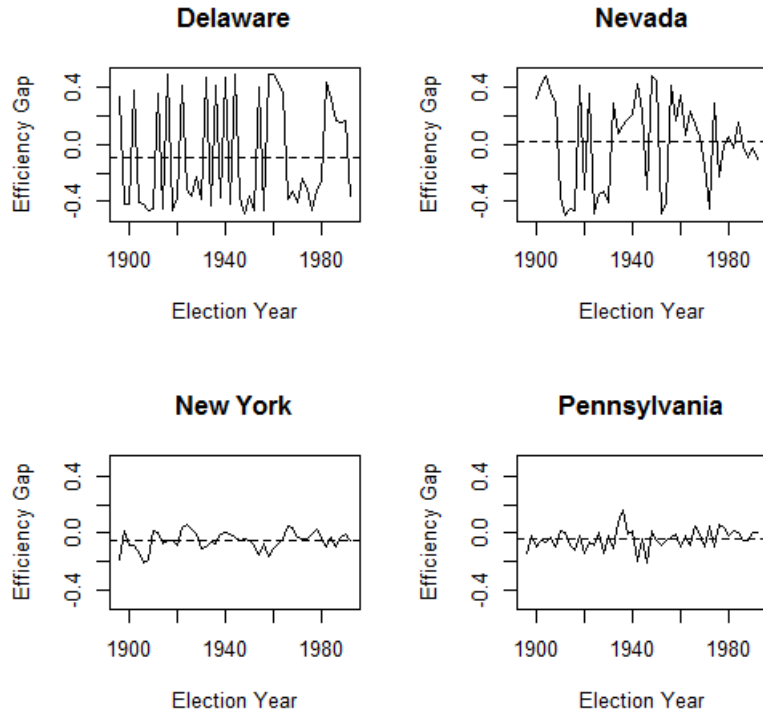 Delaware
Efficiency Gap
0.4
0.0
-0.4
1900 1940 1980
Election Year
Nevada
Efficiency Gap
0.4
0.0
-0.4
1900 1940 1980
Election Year
New York
Efficiency Gap
0.4
0.0
-0.4
1900 1940 1980
Election Year
Pennsylvania
Efficiency Gap
0.4
0.0
-0.4
1900 1940 1980
Election Year